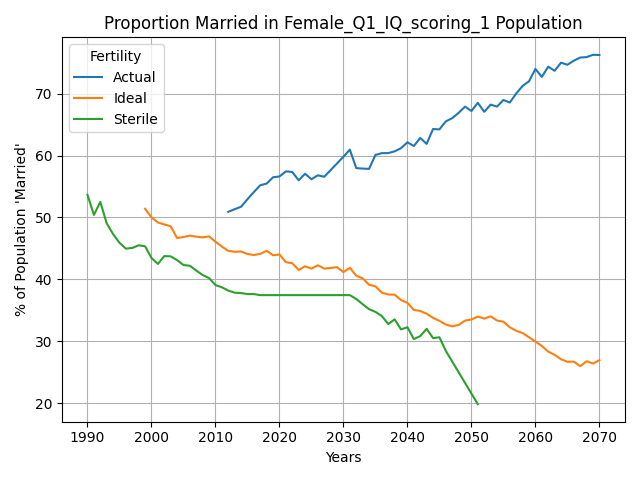 Proportion Married in Female_Q1_IQ_scoring_1 Population
Fertility
Actual
Ideal
Sterile
% of Population 'Married'
70
60
50
40
30
20
1990 2000 2010 2020 2030 2040 2050 2060 2070
Years